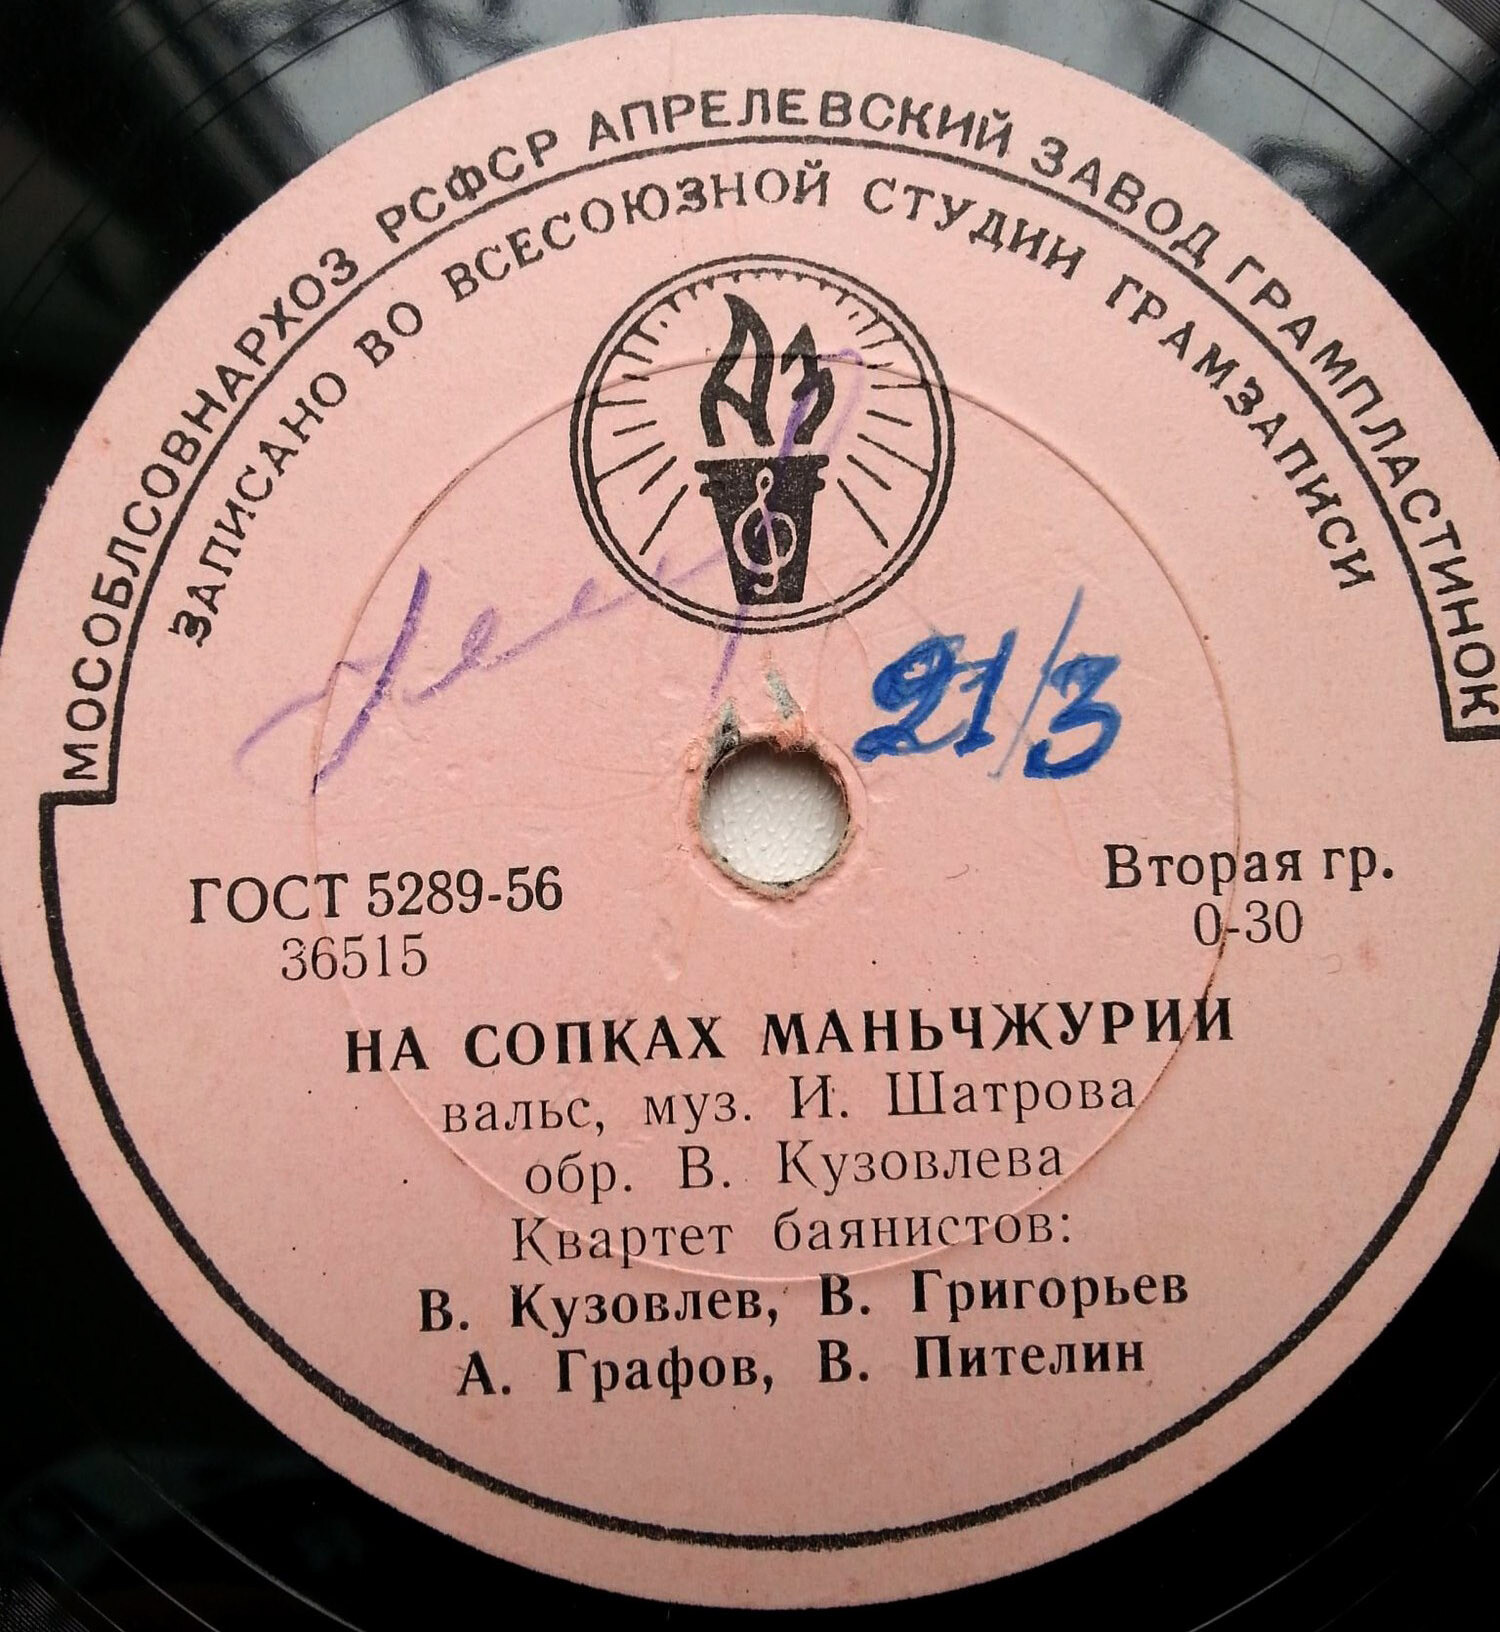 МОСОБЛСОВНАРХОЗ РСФСР АПРЕЛЕВСКИЙ ЗАВОД ГРАМПЛАСТИНОК
ЗАПИСАНО ВО ВСЕСОЮЗНОЙ СТУДИИ ГРАМЗАПИСИ
АЗ
21/3
ГОСТ 5289-56
36515
Вторая гр.
0-30
НА СОПКАХ МАНЬЧЖУРИИ
вальс, муз. И. Шатрова
обр. В. Кузовлева
Квартет баянистов:
В. Кузовлев, В. Григорьев
А. Графов, В. Пителин